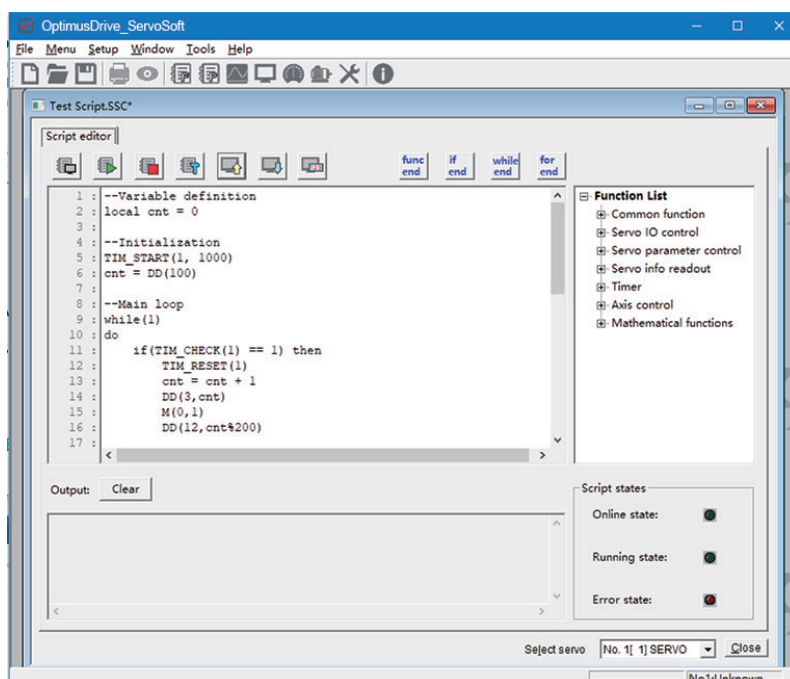 OptimusDrive_ServoSoft
File Menu Setup Window Tools Help
Test Script.SSC*
Script editor
func end
if end
while end
for end
1 : --Variable definition
2 : local cnt = 0
3 :
4 : --Initialization
5 : TIM_START(1, 1000)
6 : cnt = DD(100)
7 :
8 : --Main loop
9 : while(1)
10 : do
11 : if(TIM_CHECK(1) == 1) then
12 : TIM_RESET(1)
13 : cnt = cnt + 1
14 : DD(3,cnt)
15 : M(0,1)
16 : DD(12,cnt%200)
17 :
Function List
Common function
Servo IO control
Servo parameter control
Servo info readout
Timer
Axis control
Mathematical functions
Output: Clear
Script states
Online state:
Running state:
Error state:
Select servo No. 1[ 1] SERVO Close
No1:Unknown